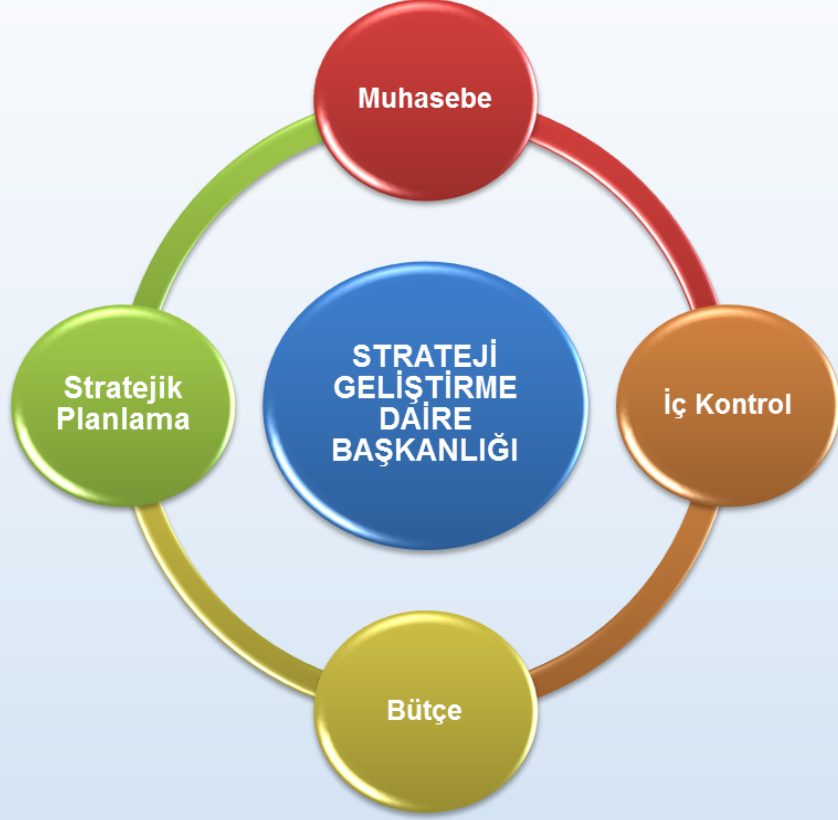 Muhasebe
Stratejik
Planlama
STRATEJİ
GELİŞTİRME
DAİRE
BAŞKANLIĞI
İç Kontrol
Bütçe